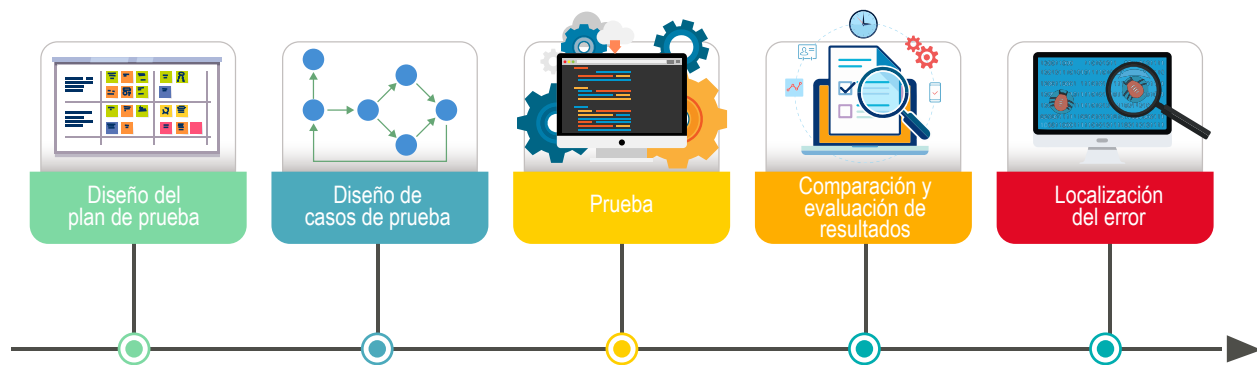 Diseño del
plan de prueba
Diseño de
casos de prueba
Prueba
Comparación y
evaluación de
resultados
Localización
del error